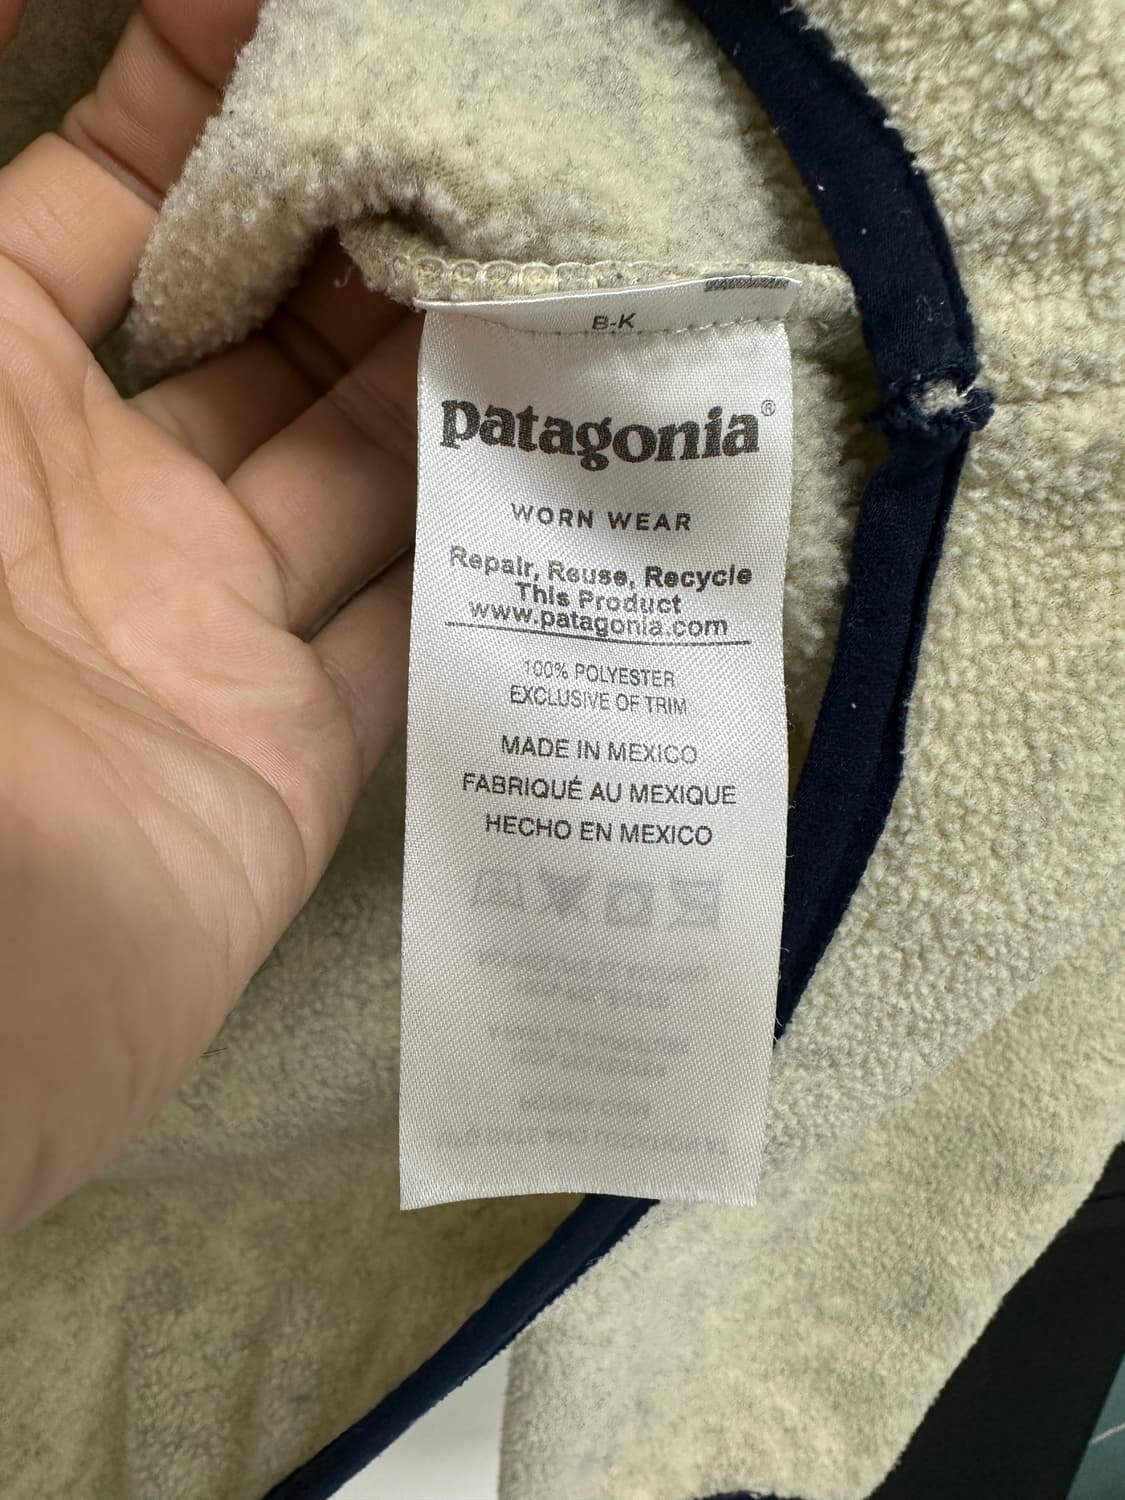 B-K
patagonia®
WORN WEAR
Repair, Reuse, Recycle
This Product
www.patagonia.com
100% POLYESTER
EXCLUSIVE OF TRIM
MADE IN MEXICO
FABRIQUÉ AU MEXIQUE
HECHO EN MEXICO